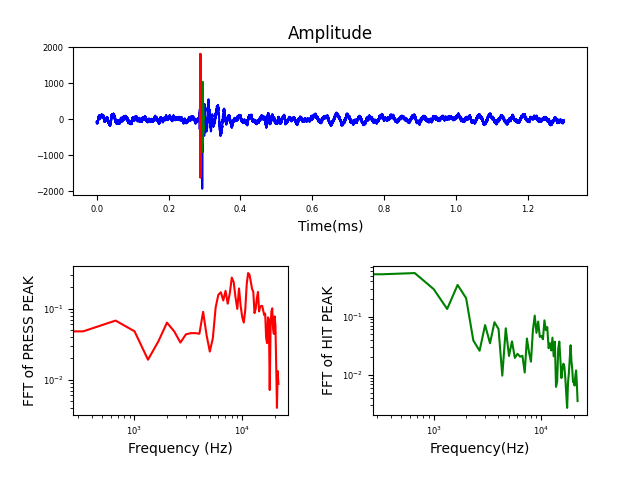 Amplitude
2000
1000
0
−1000
−2000
0.0 0.2 0.4 0.6 0.8 1.0 1.2
Time(ms)
FFT of PRESS PEAK
10⁻¹
10⁻²
10³ 10⁴
Frequency (Hz)
FFT of HIT PEAK
10⁻¹
10⁻²
10³ 10⁴
Frequency(Hz)